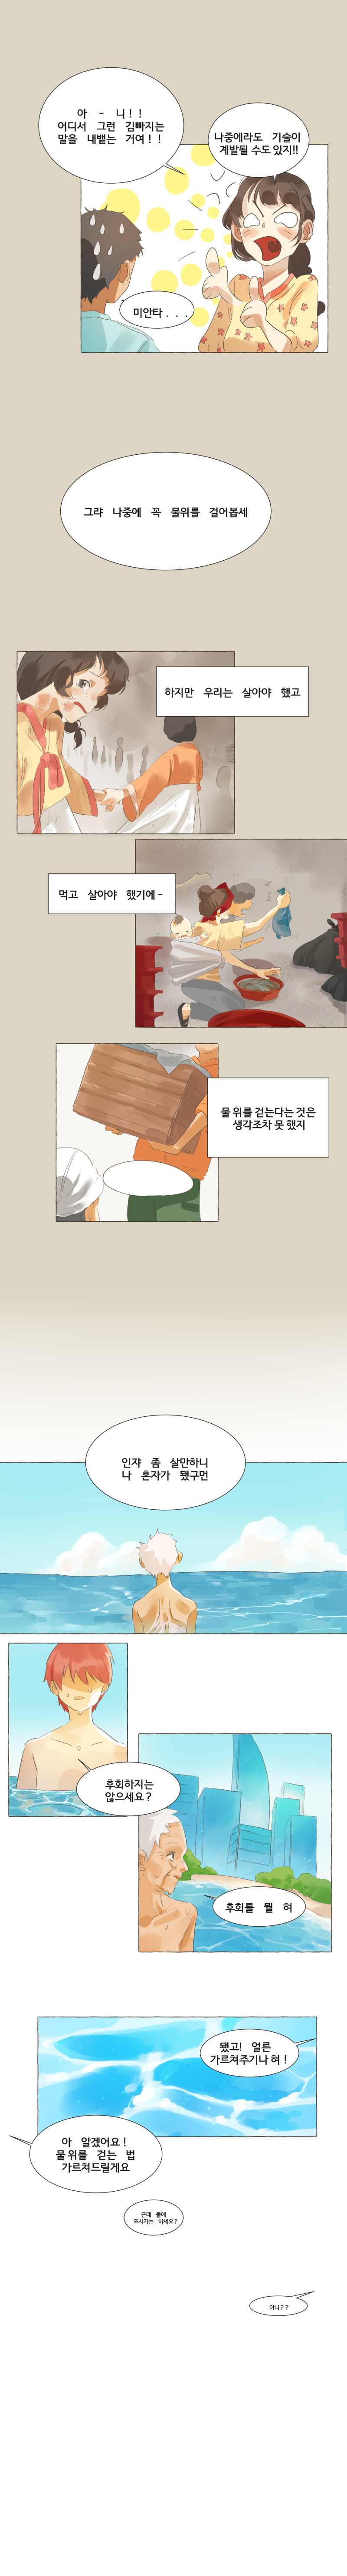 아 - 니!!
어디서 그런 김빠지는
말을 내뱉는 거여!!
나중에라도 기술이
계발될 수도 있지!!
미안타...
그랴 나중에 꼭 물위를 걸어봅세
하지만 우리는 살아야 했고
먹고 살아야 했기에-
물 위를 걷는다는 것은
생각조차 못 했지
인쟈 좀 살만하니
나 혼자가 됐구먼
후회하지는
않으세요?
후회를 뭘 혀
됐고! 얼른
가르쳐주기나 혀!
아 알겠어요!
물 위를 걷는 법
가르쳐드릴게요
근데 물에
뜨시기는 하세요?
아니??